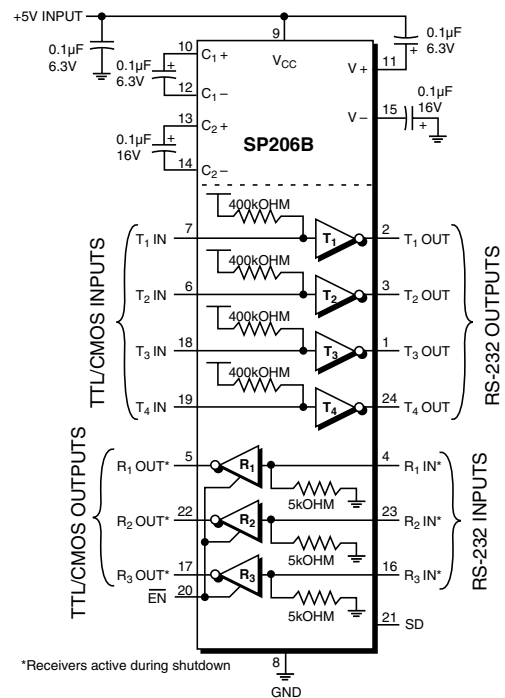 +5V INPUT
0.1µF
6.3V
0.1µF
6.3V
10
C1+
12
C1−
13
C2+
0.1µF
16V
14
C2−
9
VCC
SP206B
V+
11
0.1µF
6.3V
V−
15
0.1µF
16V
TTL/CMOS INPUTS
400kOHM
T1 IN
7
T1
2
T1 OUT
400kOHM
T2 IN
6
T2
3
T2 OUT
400kOHM
T3 IN
18
T3
1
T3 OUT
400kOHM
T4 IN
19
T4
24
T4 OUT
RS-232 OUTPUTS
TTL/CMOS OUTPUTS
R1 OUT*
5
R1
4
R1 IN*
5kOHM
R2 OUT*
22
R2
23
R2 IN*
5kOHM
R3 OUT*
17
R3
16
R3 IN*
5kOHM
RS-232 INPUTS
EN
20
21
SD
*Receivers active during shutdown
8
GND